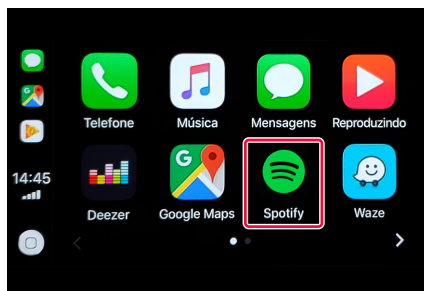 Telefone
Música
Mensagens
Reproduzindo
14:45
Deezer
Google Maps
Spotify
Waze